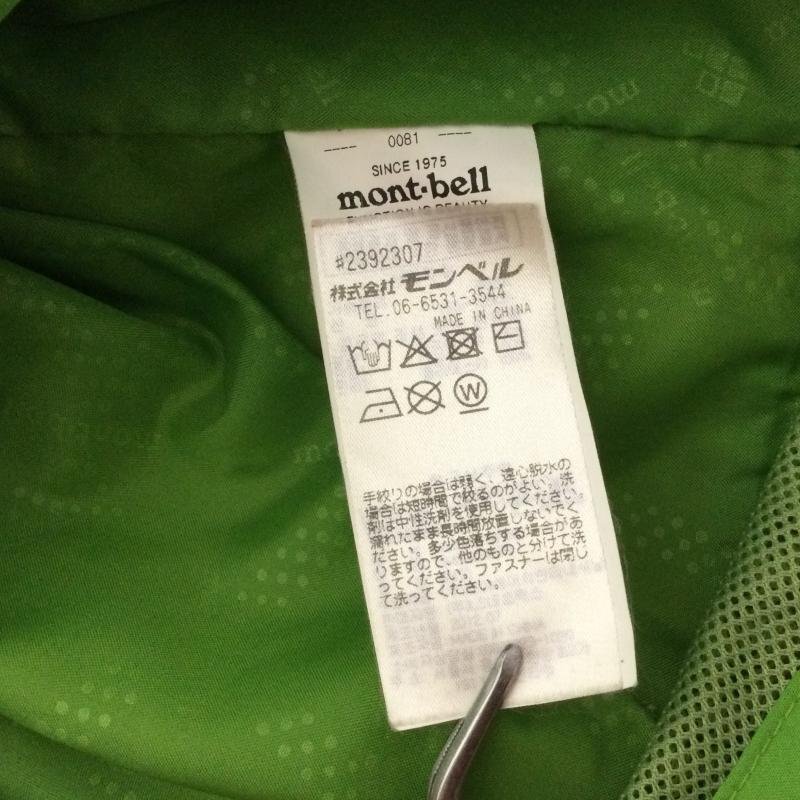 0081
SINCE 1975
mont·bell
FUNCTION IS BEAUTY
#2392307
株式会社 モンベル
TEL.06-6531-3544
MADE IN CHINA
W
手絞りの場合は弱く、遠心脱水の
場合は短時間で絞るのがよい。洗
剤は中性洗剤を使用してください。
濡れたまま長時間放置しないでく
ださい。多少色落ちする場合があ
りますので、他のものと分けて洗
ってください。ファスナーは閉じ
て洗ってください。